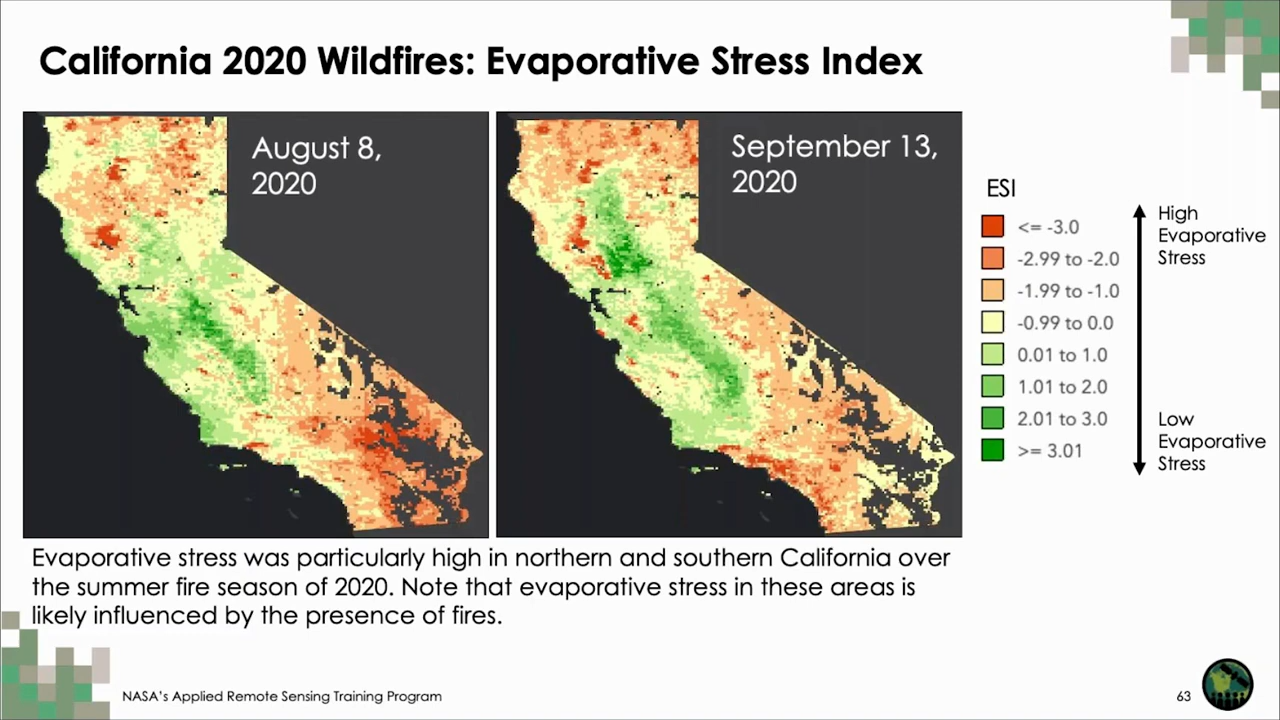 California 2020 Wildfires: Evaporative Stress Index
August 8,
2020
September 13,
2020
ESI
<= -3.0
-2.99 to -2.0
-1.99 to -1.0
-0.99 to 0.0
0.01 to 1.0
1.01 to 2.0
2.01 to 3.0
>= 3.01
High
Evaporative
Stress
Low
Evaporative
Stress
Evaporative stress was particularly high in northern and southern California over
the summer fire season of 2020. Note that evaporative stress in these areas is
likely influenced by the presence of fires.
NASA's Applied Remote Sensing Training Program
63